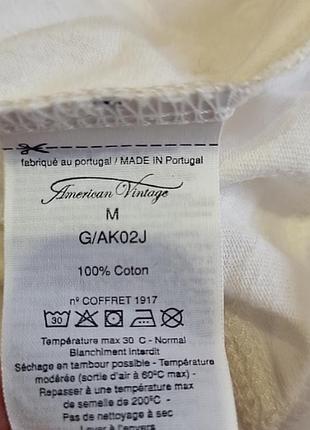 fabriqué au portugal / MADE IN Portugal
American Vintage
M
G/AK02J
100% Coton
nº COFFRET 1917
30
Température max 30 C - Normal
Blanchiment interdit
Séchage en tambour possible - Température
modérée (sortie d'air à 60ºC max) -
Repasser à une température max
de semelle de 200ºC -
Pas de nettoyage à sec
Laver à l'envers